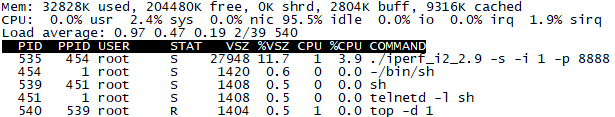 Mem: 32828K used, 204480K free, 0K shrd, 2804K buff, 9316K cached
CPU:  0.0% usr  2.4% sys  0.0% nic 95.5% idle  0.0% io  0.0% irq  1.9% sirq
Load average: 0.97 0.47 0.19 2/39 540
PID PPID USER STAT VSZ %VSZ CPU %CPU COMMAND
535 454 root S 27948 11.7 1 3.9 ./iperf_i2_2.9 -s -i 1 -p 8888
454 1 root S 1420 0.6 0 0.0 -/bin/sh
539 451 root S 1408 0.5 0 0.0 sh
451 1 root S 1408 0.5 0 0.0 telnetd -l sh
540 539 root R 1404 0.5 1 0.0 top -d 1